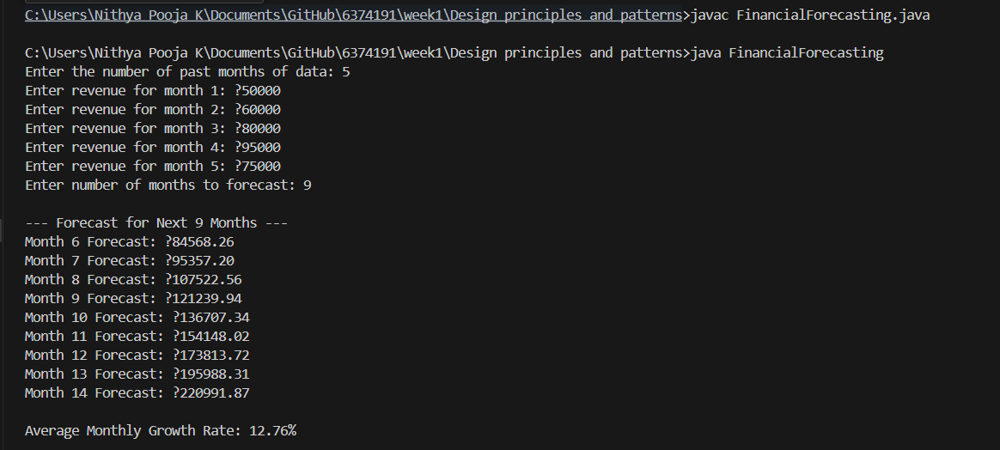 C:\Users\Nithya Pooja K\Documents\GitHub\6374191\week1\Design principles and patterns>javac FinancialForecasting.java
C:\Users\Nithya Pooja K\Documents\GitHub\6374191\week1\Design principles and patterns>java FinancialForecasting
Enter the number of past months of data: 5
Enter revenue for month 1: ?50000
Enter revenue for month 2: ?60000
Enter revenue for month 3: ?80000
Enter revenue for month 4: ?95000
Enter revenue for month 5: ?75000
Enter number of months to forecast: 9
--- Forecast for Next 9 Months ---
Month 6 Forecast: ?84568.26
Month 7 Forecast: ?95357.20
Month 8 Forecast: ?107522.56
Month 9 Forecast: ?121239.94
Month 10 Forecast: ?136707.34
Month 11 Forecast: ?154148.02
Month 12 Forecast: ?173813.72
Month 13 Forecast: ?195988.31
Month 14 Forecast: ?220991.87
Average Monthly Growth Rate: 12.76%